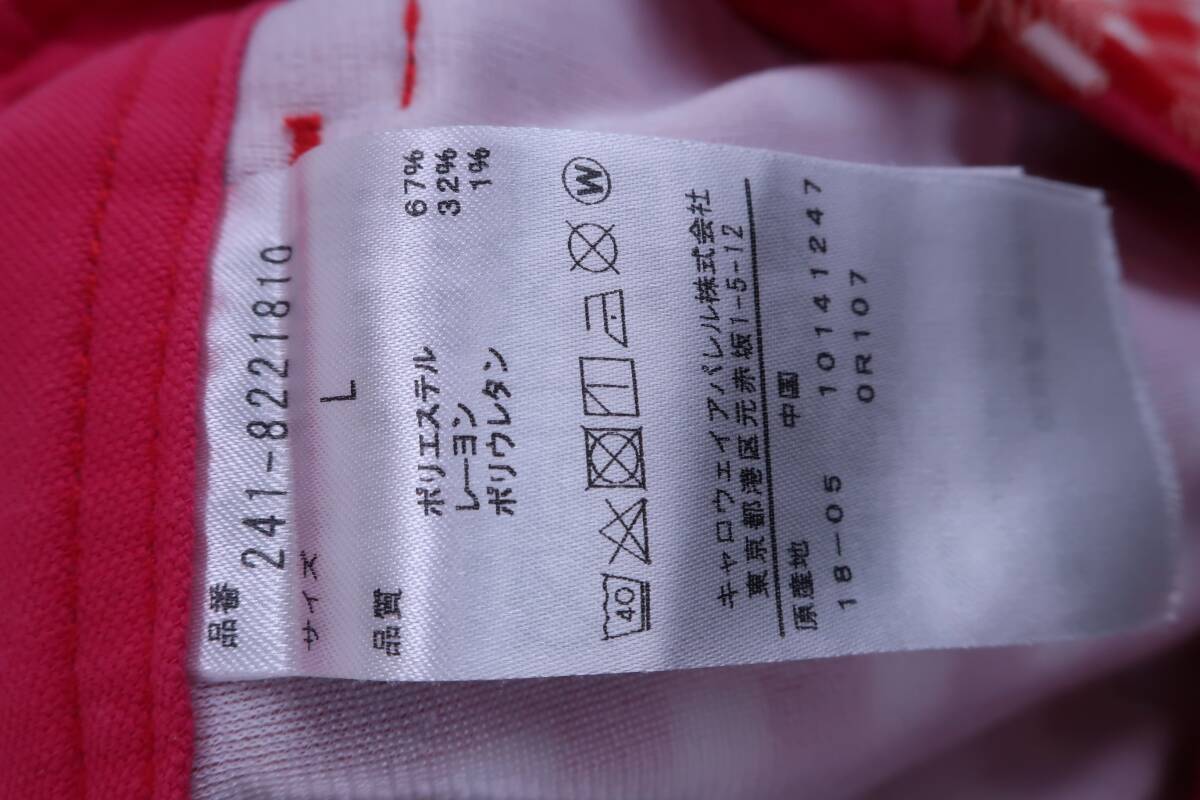 品番
241-8221810
サイズ
L
品質
ポリエステル 67%
レーヨン 32%
ポリウレタン 1%
40
W
キャロウェイアパレル株式会社
東京都港区元赤坂1-5-12
原産地 中国
18-05 10141247
0R107